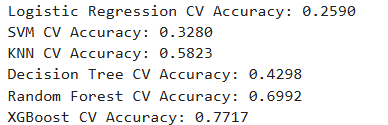 Logistic Regression CV Accuracy: 0.2590
SVM CV Accuracy: 0.3280
KNN CV Accuracy: 0.5823
Decision Tree CV Accuracy: 0.4298
Random Forest CV Accuracy: 0.6992
XGBoost CV Accuracy: 0.7717